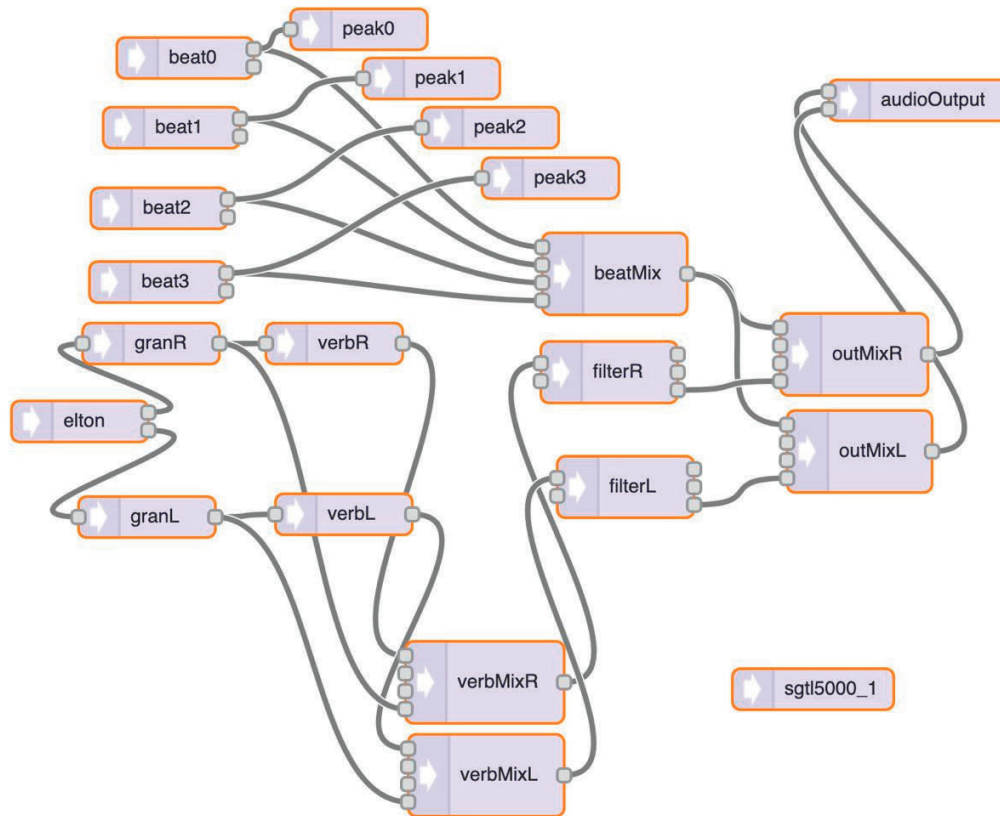 peak0
beat0
peak1
audioOutput
beat1
peak2
peak3
beat2
beat3
beatMix
granR
verbR
outMixR
filterR
elton
outMixL
filterL
granL
verbL
verbMixR
sgtl5000_1
verbMixL